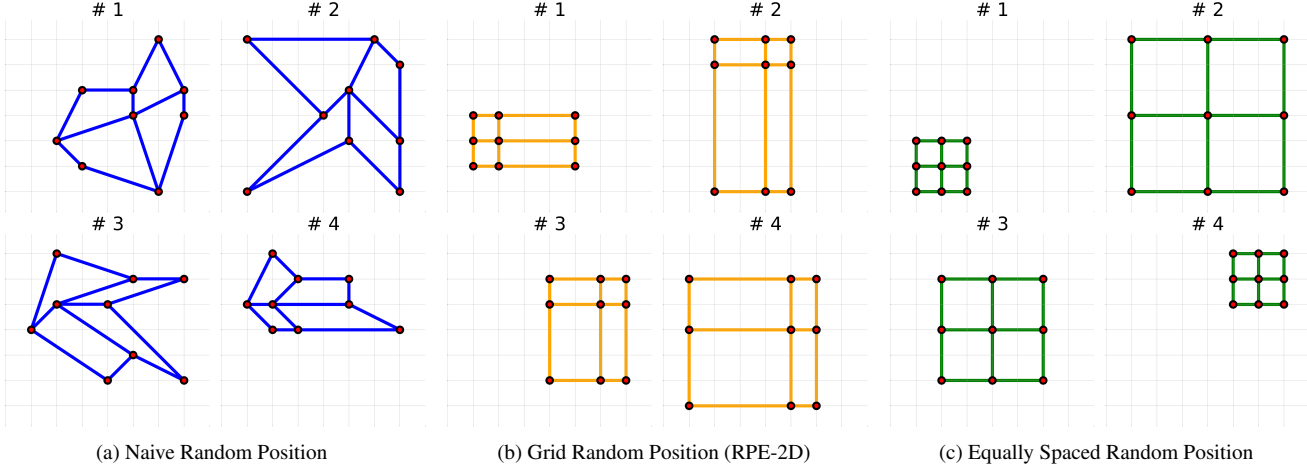 # 1 # 2 # 1 # 2 # 1 # 2
# 3 # 4 # 3 # 4 # 3 # 4
(a) Naive Random Position (b) Grid Random Position (RPE-2D) (c) Equally Spaced Random Position